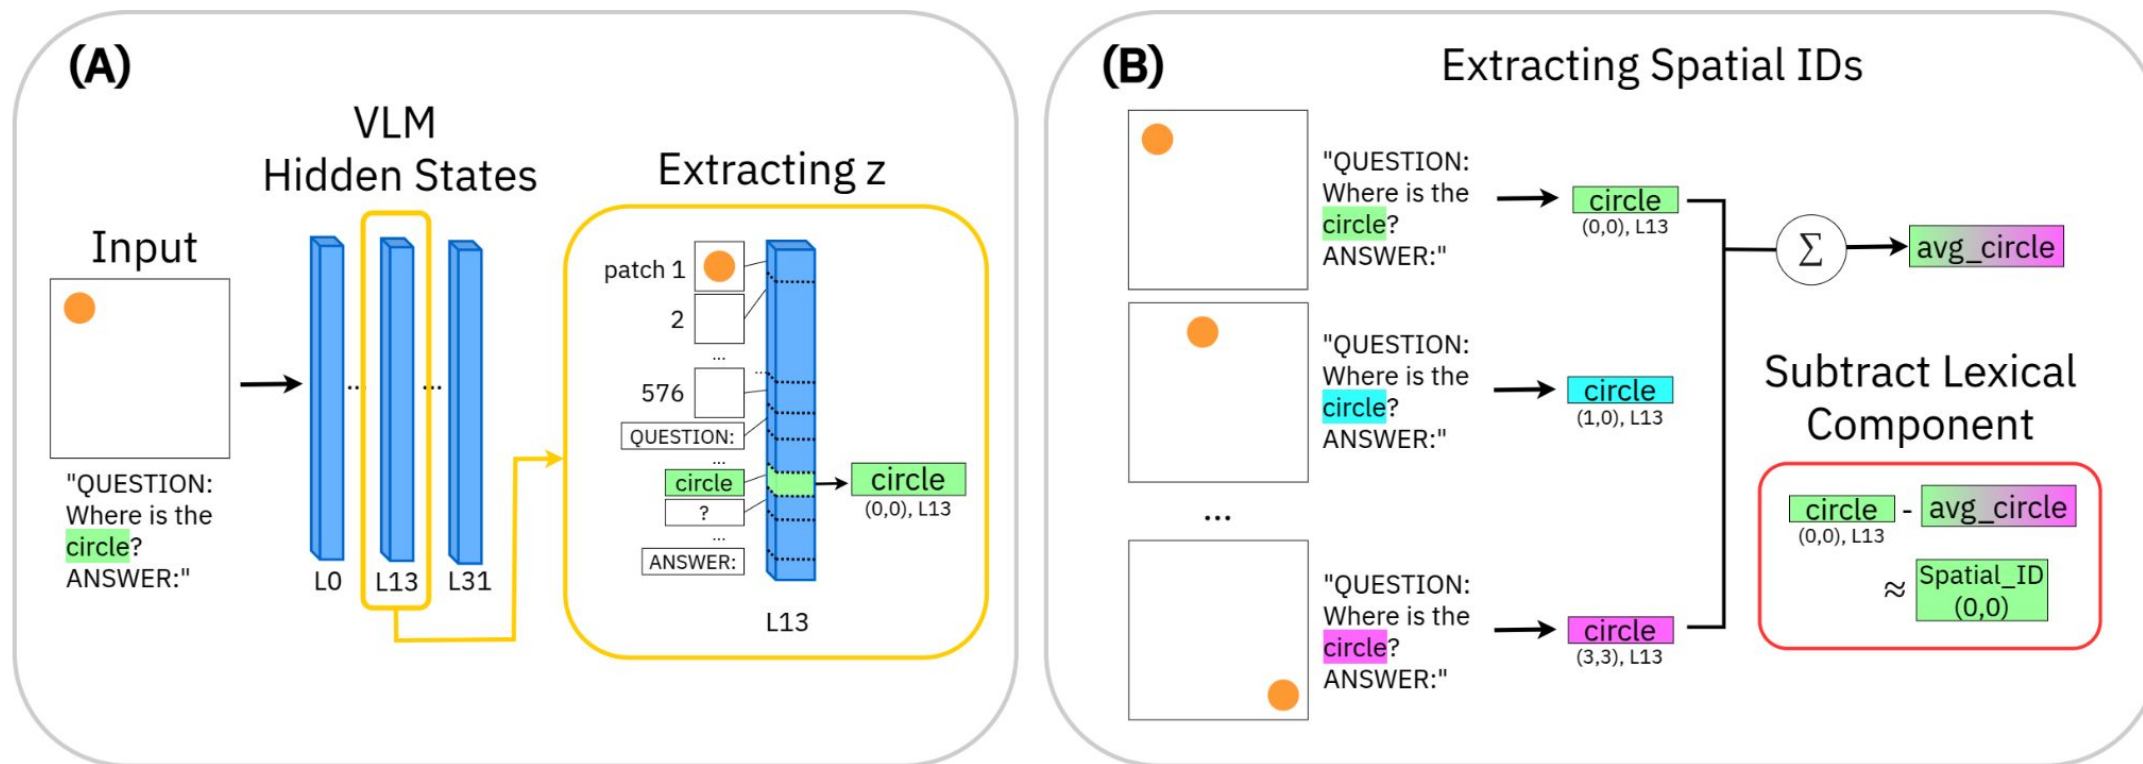 (A)
VLM
Hidden States
Input
"QUESTION:
Where is the
circle?
ANSWER:"
...
...
L0
L13
L31
Extracting z
patch 1
2
...
...
576
QUESTION:
...
circle
?
...
ANSWER:
circle
(0,0), L13
L13
(B)
Extracting Spatial IDs
"QUESTION:
Where is the
circle?
ANSWER:"
circle
(0,0), L13
Σ
avg_circle
"QUESTION:
Where is the
circle?
ANSWER:"
circle
(1,0), L13
...
"QUESTION:
Where is the
circle?
ANSWER:"
circle
(3,3), L13
Subtract Lexical
Component
circle - avg_circle
(0,0), L13
≈ Spatial_ID
(0,0)